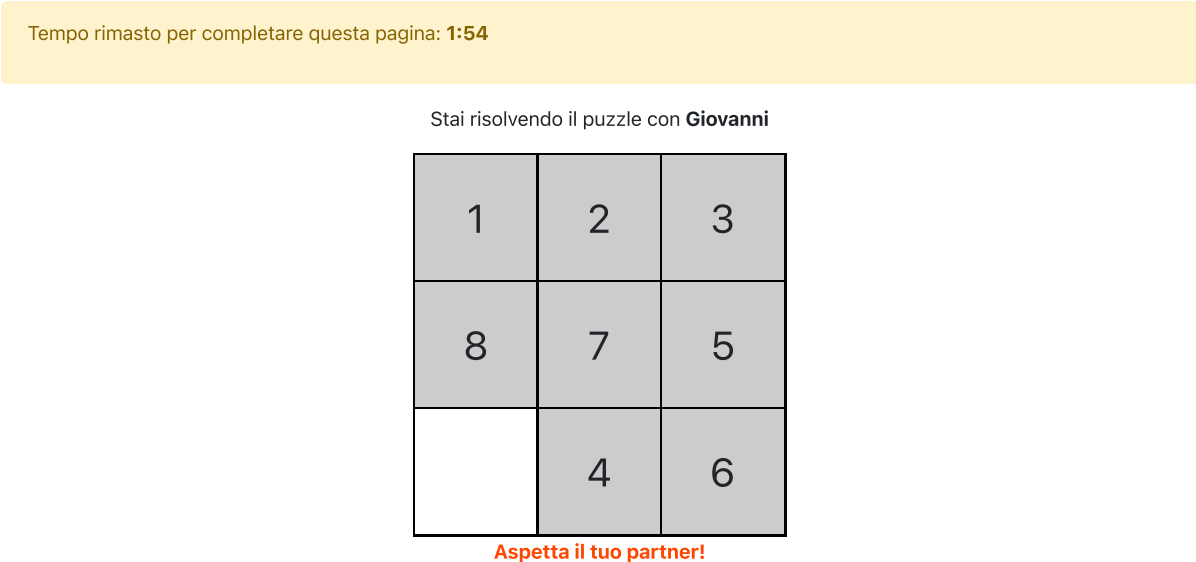 Tempo rimasto per completare questa pagina: 1:54
Stai risolvendo il puzzle con Giovanni
1 2 3
8 7 5
4 6
Aspetta il tuo partner!